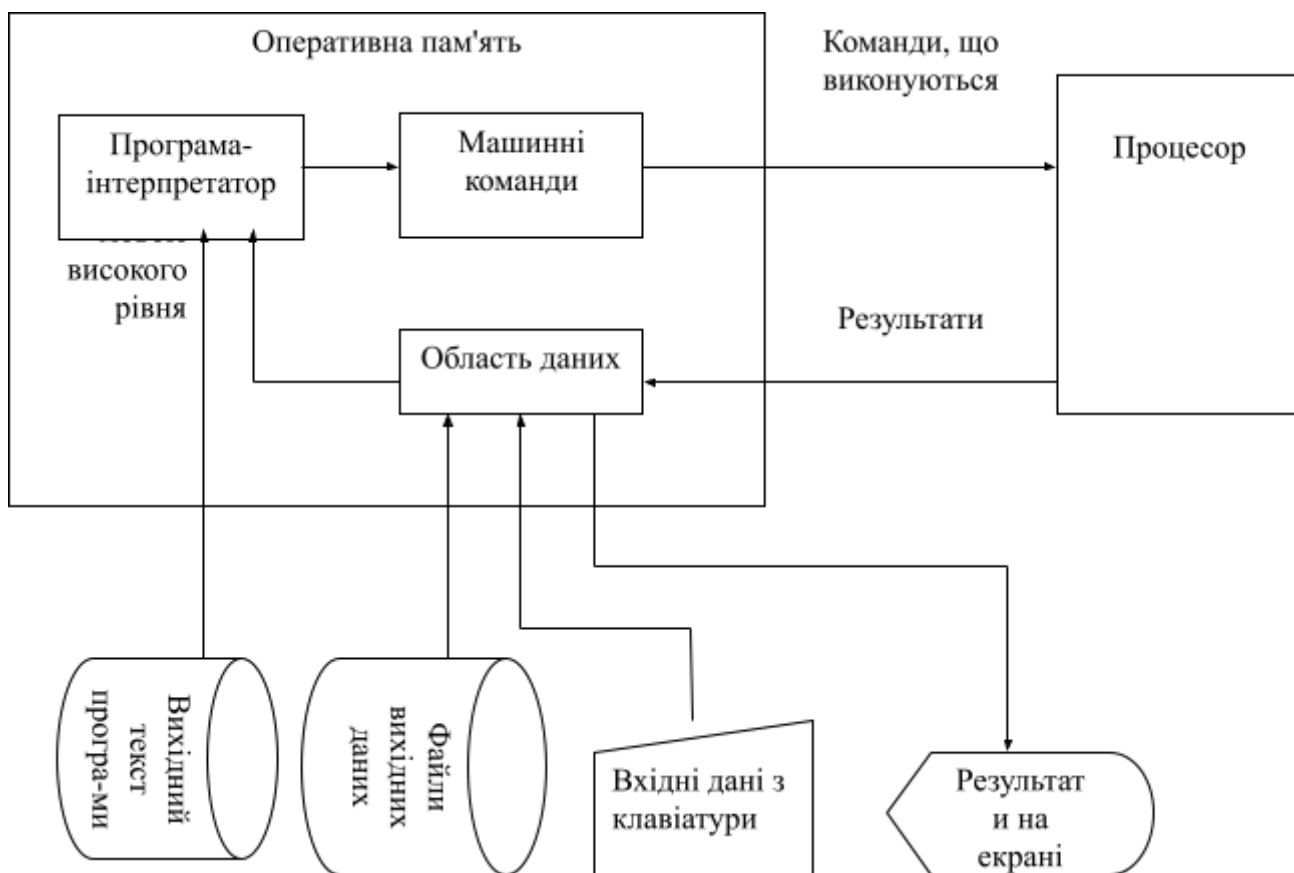 Оперативна пам'ять
Команди, що
виконуються
Програма-
інтерпретатор
Машинні
команди
Процесор
високого
рівня
Область даних
Результати
Вихідний
текст
програ-ми
Файли
вихідних
даних
Вхідні дані з
клавіатури
Результат
и на
екрані